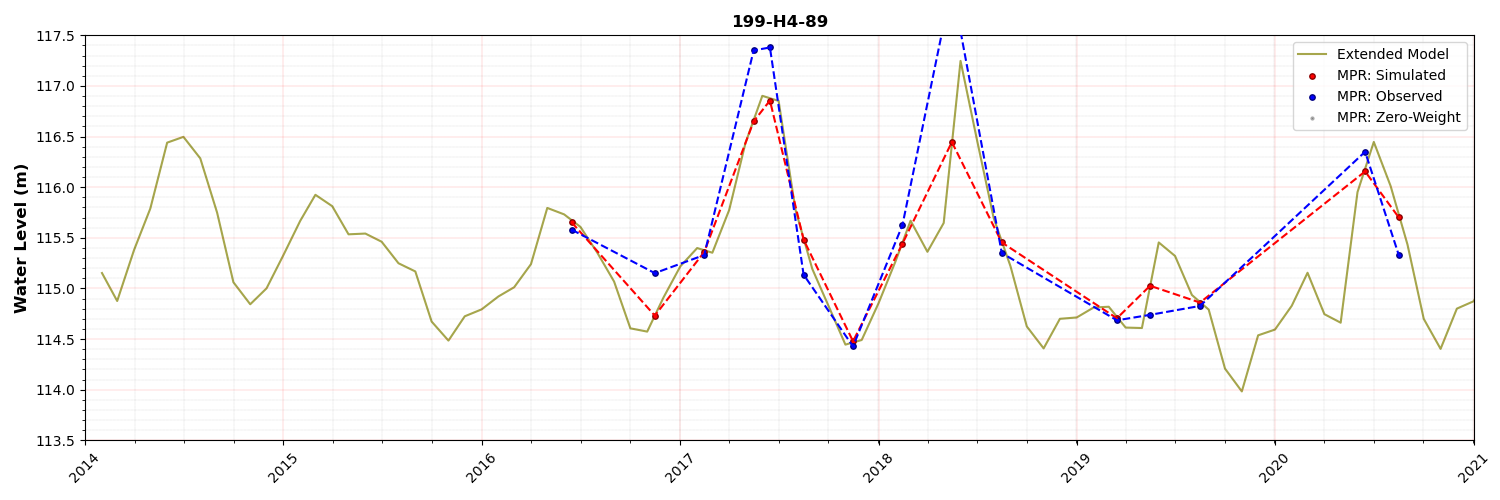 199-H4-89
Water Level (m)
117.5
117.0
116.5
116.0
115.5
115.0
114.5
114.0
113.5
2014
2015
2016
2017
2018
2019
2020
2021
Extended Model
MPR: Simulated
MPR: Observed
MPR: Zero-Weight